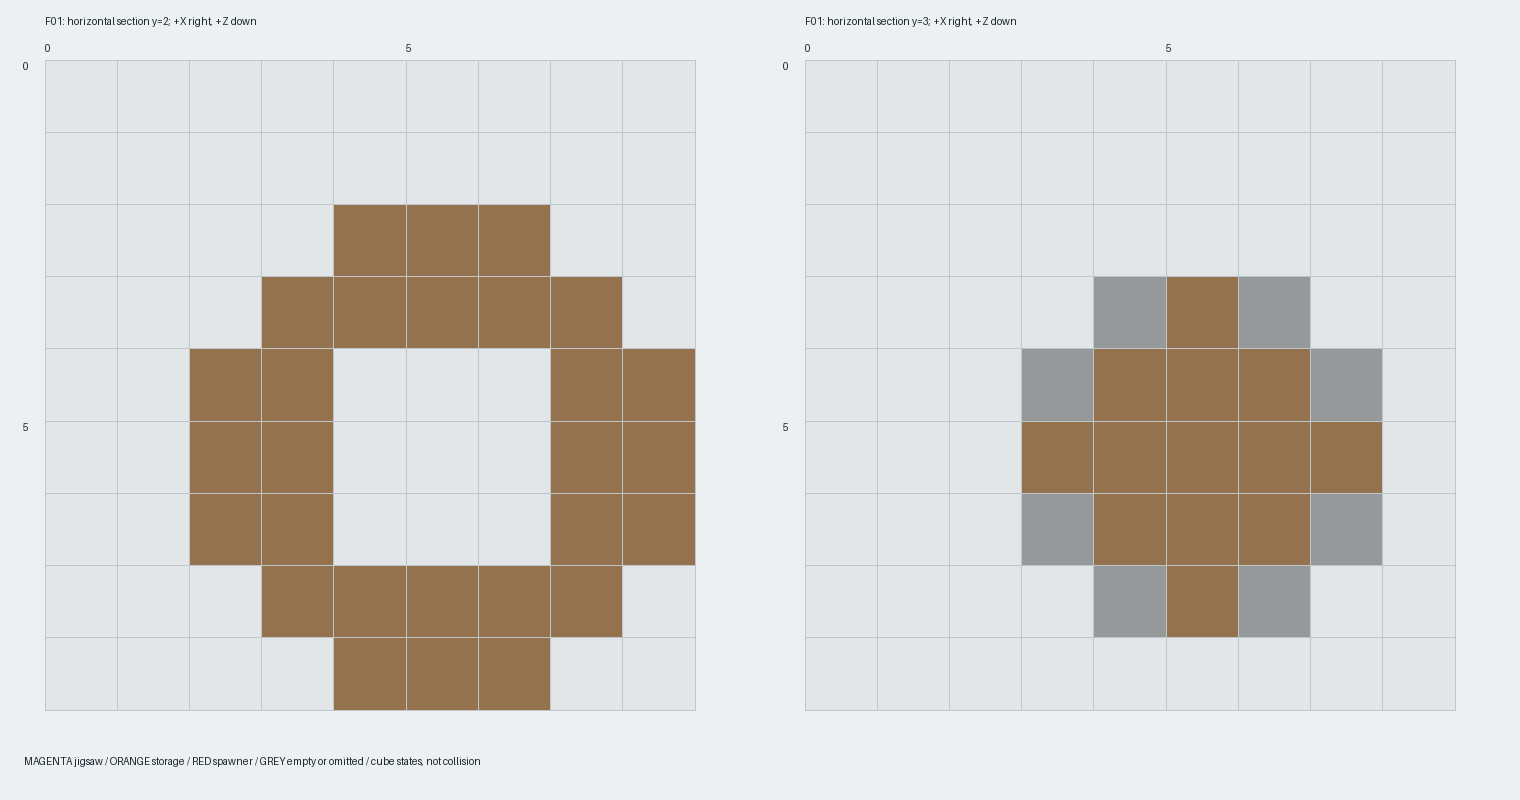 F01: horizontal section y=2; +X right, +Z down
F01: horizontal section y=3; +X right, +Z down
0 5
0 5
0
0
5
5
MAGENTA jigsaw / ORANGE storage / RED spawner / GREY empty or omitted / cube states, not collision